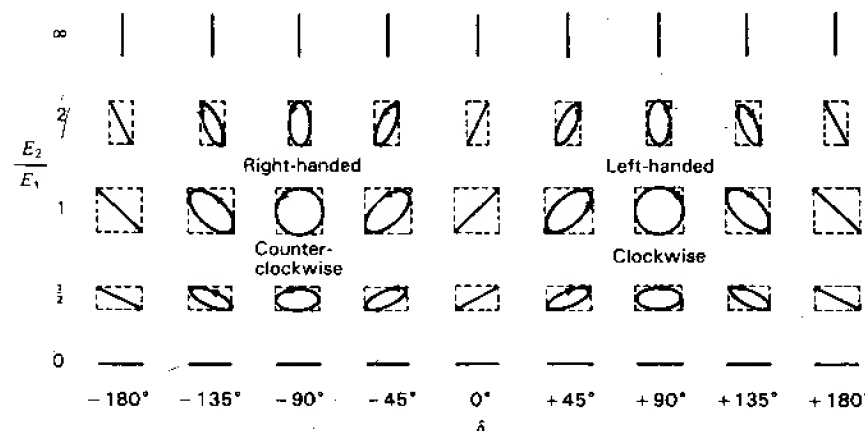 ∞
2
E₂
E₁
Right-handed
Left-handed
1
Counter-
clockwise
Clockwise
½
0
−180° −135° −90° −45° 0° +45° +90° +135° +180°
δ